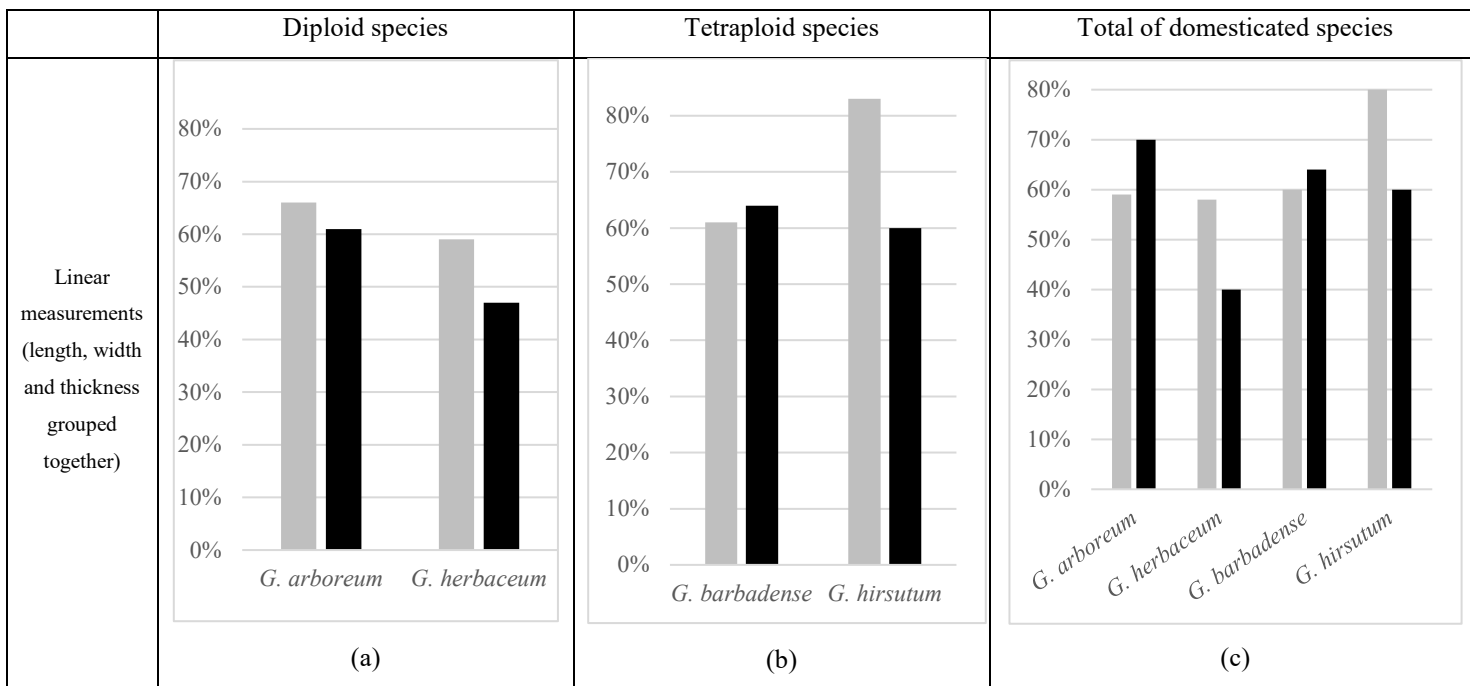 Diploid species
Tetraploid species
Total of domesticated species
Linear
measurements
(length, width
and thickness
grouped
together)
80%
70%
60%
50%
40%
30%
20%
10%
0%
G. arboreum G. herbaceum
(a)
80%
70%
60%
50%
40%
30%
20%
10%
0%
G. barbadense G. hirsutum
(b)
80%
70%
60%
50%
40%
30%
20%
10%
0%
G. arboreum
G. herbaceum
G. barbadense
G. hirsutum
(c)